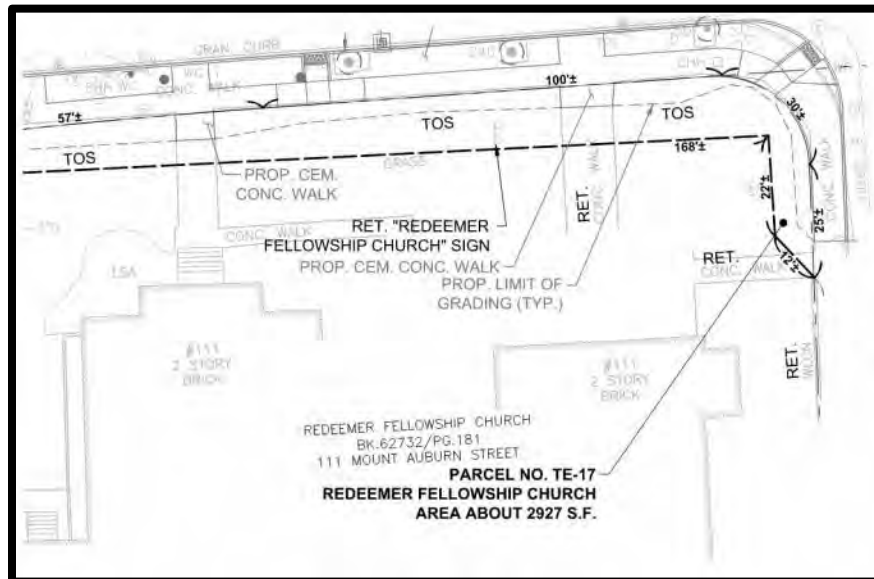 GRAN. CURB
CONC. WALK
57'±
100'±
30'±
TOS
TOS
TOS
168'±
GRASS
PROP. CEM.
CONC. WALK
RET.
CONC. WALK
22'±
25'±
CONC. WALK
RET. "REDEEMER
FELLOWSHIP CHURCH" SIGN
CONC. WALK
PROP. CEM. CONC. WALK
PROP. LIMIT OF
GRADING (TYP.)
RET.
CONC. WALK
12'±
LSA
RET.
#111
2 STORY
BRICK
#111
2 STORY
BRICK
REDEEMER FELLOWSHIP CHURCH
BK.62732/PG.181
111 MOUNT AUBURN STREET
PARCEL NO. TE-17
REDEEMER FELLOWSHIP CHURCH
AREA ABOUT 2927 S.F.